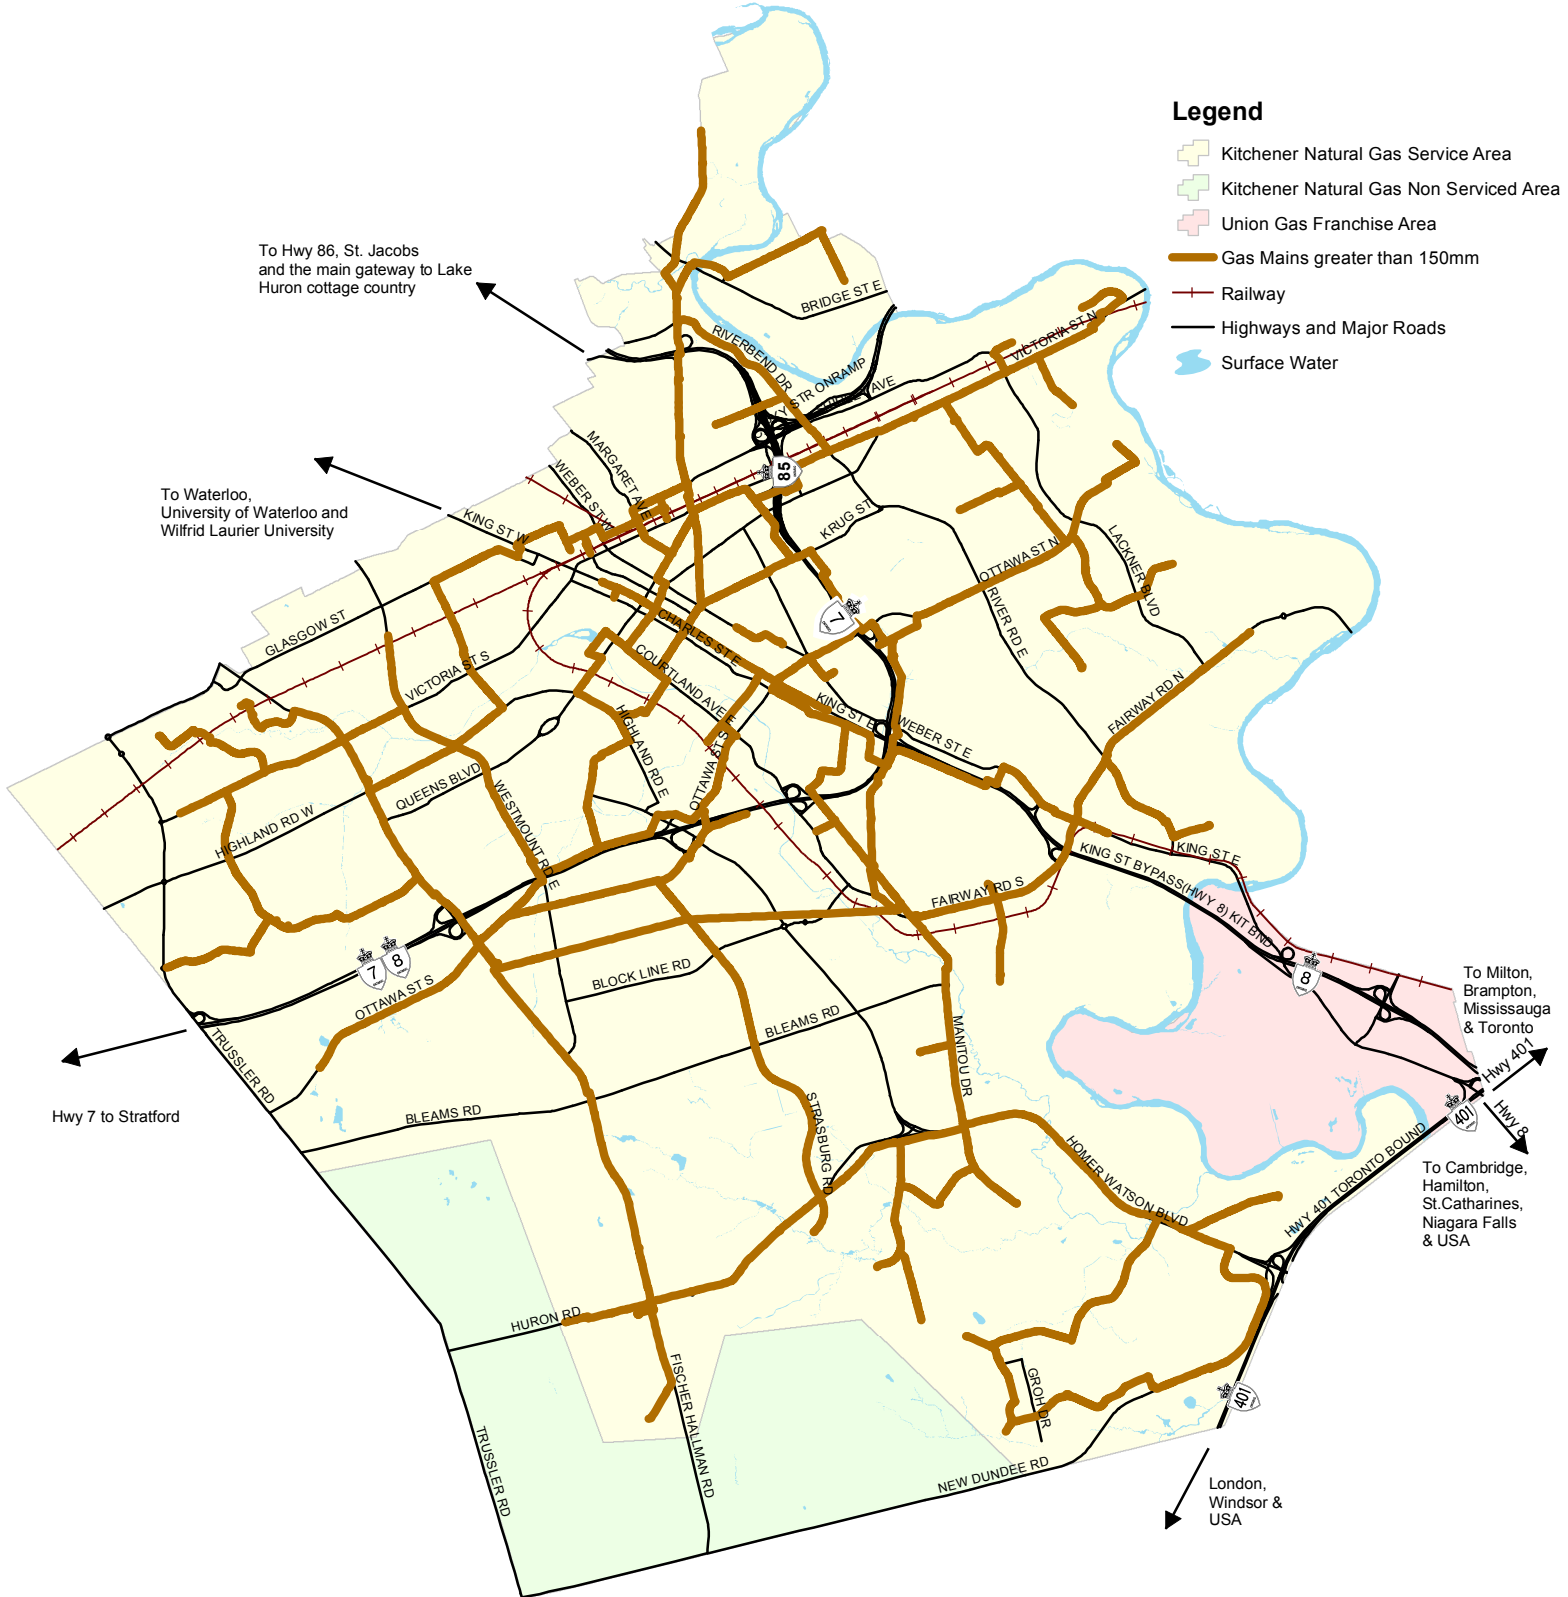 Legend
Kitchener Natural Gas Service Area
Kitchener Natural Gas Non Serviced Area
Union Gas Franchise Area
Gas Mains greater than 150mm
Railway
Highways and Major Roads
Surface Water
To Hwy 86, St. Jacobs
and the main gateway to Lake
Huron cottage country
BRIDGE ST E
RIVERBEND DR
VICTORIA ST N
STR ONRAMP
AVE
MARGARET AVE
WEBER ST W
85
To Waterloo,
University of Waterloo and
Wilfrid Laurier University
KING ST W
KRUG ST
LACKNER BLVD
OTTAWA ST N
RIVER RD E
7
GLASGOW ST
CHARLES ST E
COURTLAND AVE E
VICTORIA ST S
FAIRWAY RD N
HIGHLAND RD E
KING ST E
WEBER ST E
OTTAWA ST S
QUEENS BLVD
WESTMOUNT RD E
HIGHLAND RD W
KING ST E
KING ST BYPASS(HWY 8) KIT BND
FAIRWAY RD S
7
8
8
BLOCK LINE RD
OTTAWA ST S
BLEAMS RD
MANITOU DR
To Milton,
Brampton,
Mississauga
& Toronto
Hwy 401
TRUSSLER RD
Hwy 7 to Stratford
BLEAMS RD
STRASBURG RD
401
Hwy 8
HOMER WATSON BLVD
HWY 401 TORONTO BOUND
To Cambridge,
Hamilton,
St.Catharines,
Niagara Falls
& USA
HURON RD
FISCHER HALLMAN RD
GROH DR
401
TRUSSLER RD
NEW DUNDEE RD
London,
Windsor &
USA